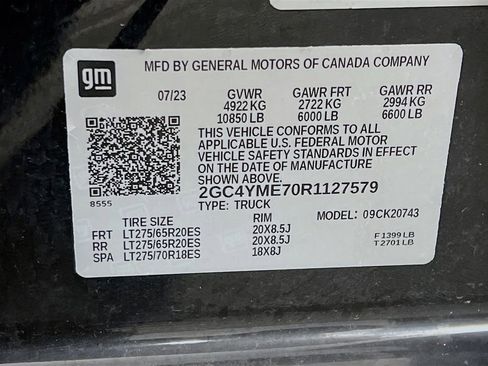 gm
MFD BY GENERAL MOTORS OF CANADA COMPANY
07/23 GVWR GAWR FRT GAWR RR
4922 KG 2722 KG 2994 KG
10850 LB 6000 LB 6600 LB
THIS VEHICLE CONFORMS TO ALL
APPLICABLE U.S. FEDERAL MOTOR
VEHICLE SAFETY STANDARDS IN EFFECT
ON THE DATE OF MANUFACTURE
SHOWN ABOVE.
2GC4YME70R1127579
8555
TYPE: TRUCK
MODEL: 09CK20743
TIRE SIZE RIM
FRT LT275/65R20ES 20X8.5J
RR LT275/65R20ES 20X8.5J
SPA LT275/70R18ES 18X8J
F 1399 LB
T 2701 LB